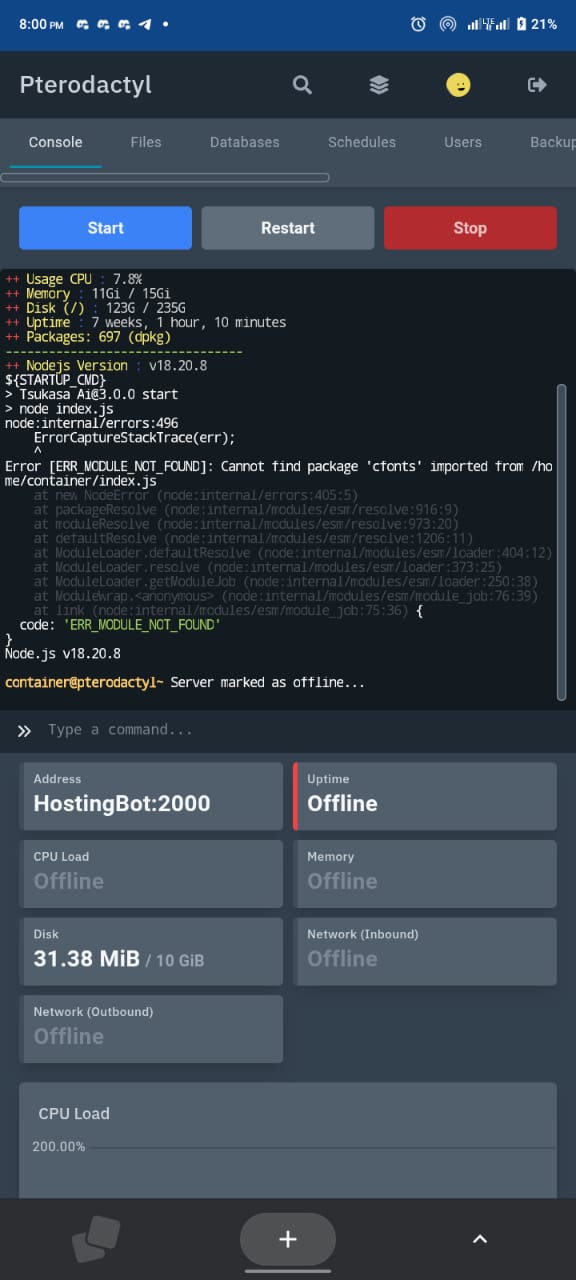 8:00 PM
21%
Pterodactyl
Console Files Databases Schedules Users Backup
Start Restart Stop
++ Usage CPU : 7.8%
++ Memory : 11Gi / 15Gi
++ Disk (/) : 123G / 235G
++ Uptime : 7 weeks, 1 hour, 10 minutes
++ Packages: 697 (dpkg)
---------------------------------
++ Nodejs Version : v18.20.8
${STARTUP_CMD}
> Tsukasa Ai@3.0.0 start
> node index.js
node:internal/errors:496
ErrorCaptureStackTrace(err);
^
Error [ERR_MODULE_NOT_FOUND]: Cannot find package 'cfonts' imported from /ho
me/container/index.js
at new NodeError (node:internal/errors:405:5)
at packageResolve (node:internal/modules/esm/resolve:916:9)
at moduleResolve (node:internal/modules/esm/resolve:973:20)
at defaultResolve (node:internal/modules/esm/resolve:1206:11)
at ModuleLoader.defaultResolve (node:internal/modules/esm/loader:404:12)
at ModuleLoader.resolve (node:internal/modules/esm/loader:373:25)
at ModuleLoader.getModuleJob (node:internal/modules/esm/loader:250:38)
at ModuleWrap.<anonymous> (node:internal/modules/esm/module_job:76:39)
at link (node:internal/modules/esm/module_job:75:36) {
code: 'ERR_MODULE_NOT_FOUND'
}
Node.js v18.20.8
container@pterodactyl~ Server marked as offline...
Type a command...
Address
HostingBot:2000
Uptime
Offline
CPU Load
Offline
Memory
Offline
Disk
31.38 MiB / 10 GiB
Network (Inbound)
Offline
Network (Outbound)
Offline
CPU Load
200.00%